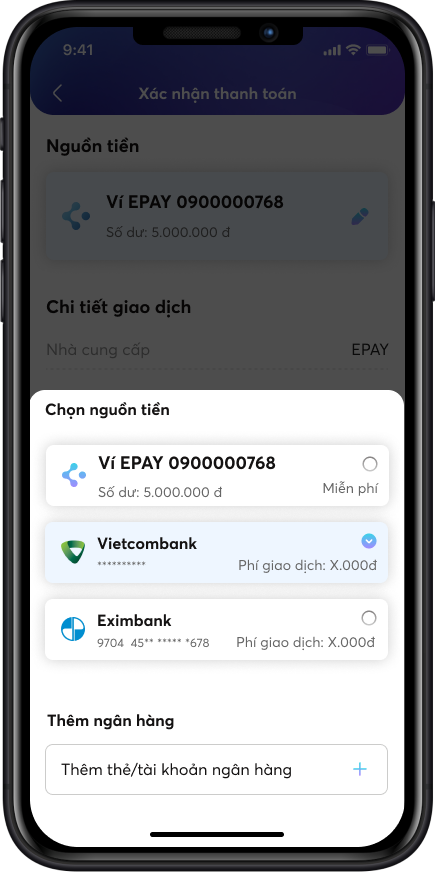 9:41
Xác nhận thanh toán
Nguồn tiền
Ví EPAY 0900000768
Số dư: 5.000.000 đ
Chi tiết giao dịch
Nhà cung cấp EPAY
Chọn nguồn tiền
Ví EPAY 0900000768
Số dư: 5.000.000 đ Miễn phí
Vietcombank
********** Phí giao dịch: X.000đ
Eximbank
9704 45** ***** *678 Phí giao dịch: X.000đ
Thêm ngân hàng
Thêm thẻ/tài khoản ngân hàng +